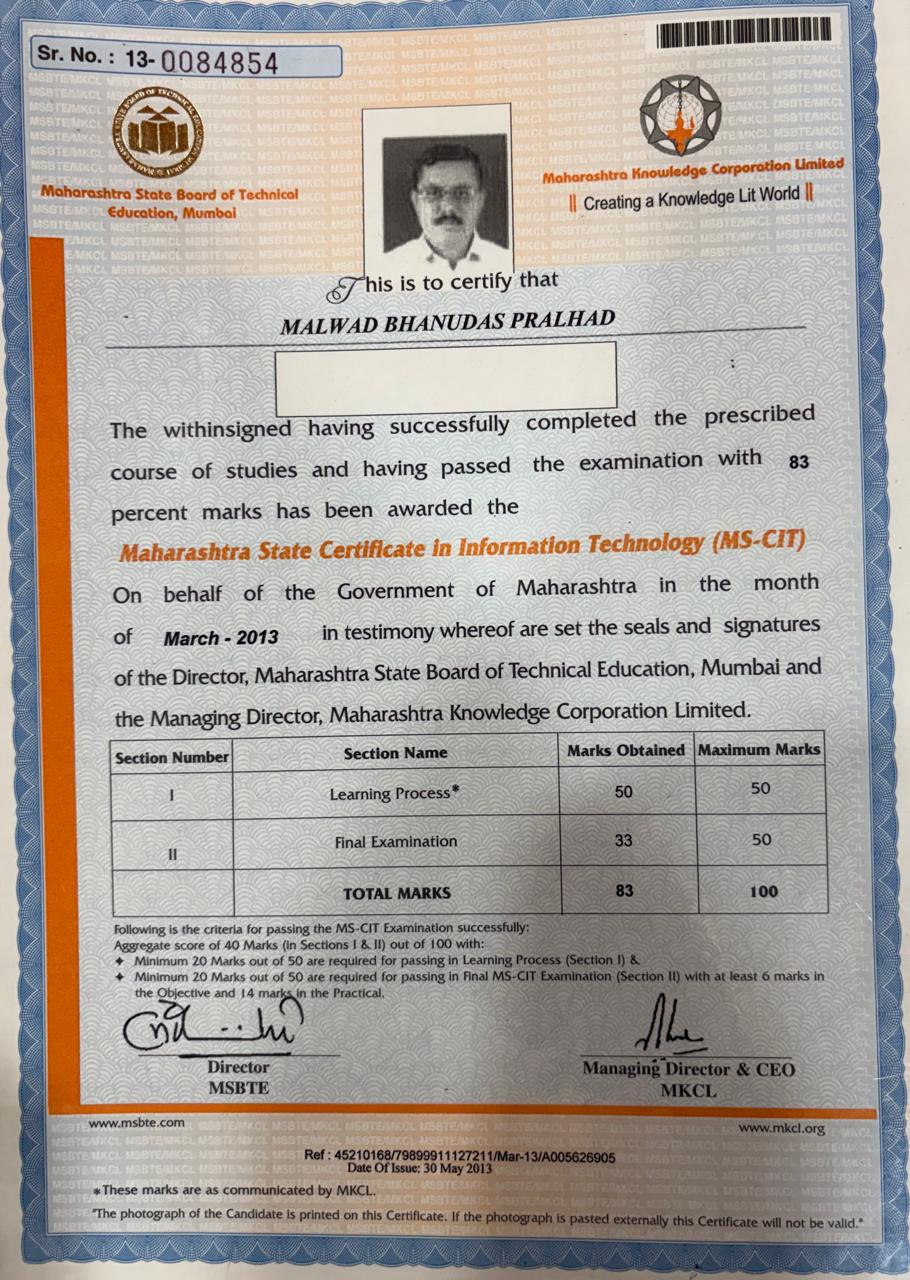 Sr. No. : 13-0084854
Maharashtra State Board of Technical
Education, Mumbai
Maharashtra Knowledge Corporation Limited
|| Creating a Knowledge Lit World ||
This is to certify that
MALWAD BHANUDAS PRALHAD
The withinsigned having successfully completed the prescribed
course of studies and having passed the examination with 83
percent marks has been awarded the
Maharashtra State Certificate in Information Technology (MS-CIT)
On behalf of the Government of Maharashtra in the month
of March - 2013 in testimony whereof are set the seals and signatures
of the Director, Maharashtra State Board of Technical Education, Mumbai and
the Managing Director, Maharashtra Knowledge Corporation Limited.
Section Number Section Name Marks Obtained Maximum Marks
I Learning Process* 50 50
II Final Examination 33 50
TOTAL MARKS 83 100
Following is the criteria for passing the MS-CIT Examination successfully:
Aggregate score of 40 Marks (in Sections I & II) out of 100 with:
✦ Minimum 20 Marks out of 50 are required for passing in Learning Process (Section I) &
✦ Minimum 20 Marks out of 50 are required for passing in Final MS-CIT Examination (Section II) with at least 6 marks in
the Objective and 14 marks in the Practical.
Director
MSBTE
Managing Director & CEO
MKCL
www.msbte.com
www.mkcl.org
Ref : 45210168/79899911127211/Mar-13/A005626905
Date Of Issue: 30 May 2013
*These marks are as communicated by MKCL.
"The photograph of the Candidate is printed on this Certificate. If the photograph is pasted externally this Certificate will not be valid."